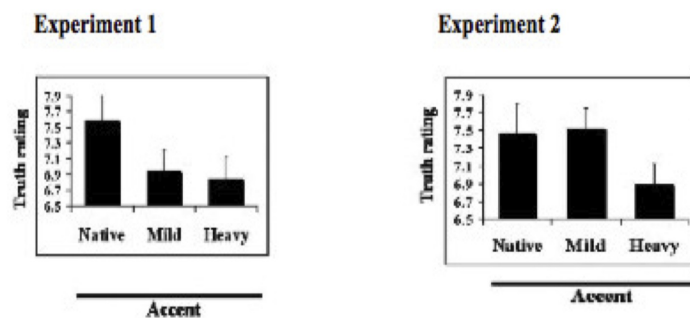 Experiment 1
Experiment 2
Truth rating
7.9
7.7
7.5
7.3
7.1
6.9
6.7
6.5
Native Mild Heavy
Accent
Truth rating
7.9
7.7
7.5
7.3
7.1
6.9
6.7
6.5
Native Mild Heavy
Accent